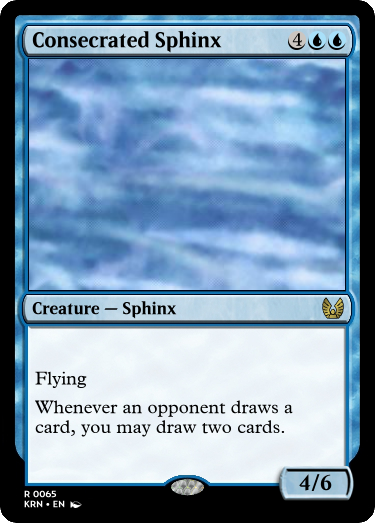 Consecrated Sphinx 4
Creature — Sphinx
Flying
Whenever an opponent draws a
card, you may draw two cards.
4/6
R 0065
KRN • EN